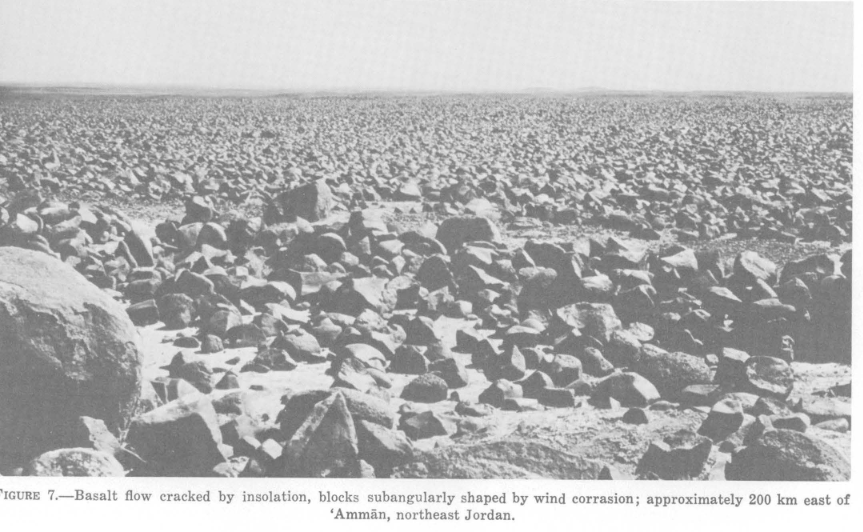 FIGURE 7.—Basalt flow cracked by insolation, blocks subangularly shaped by wind corrasion; approximately 200 km east of
‘Ammān, northeast Jordan.